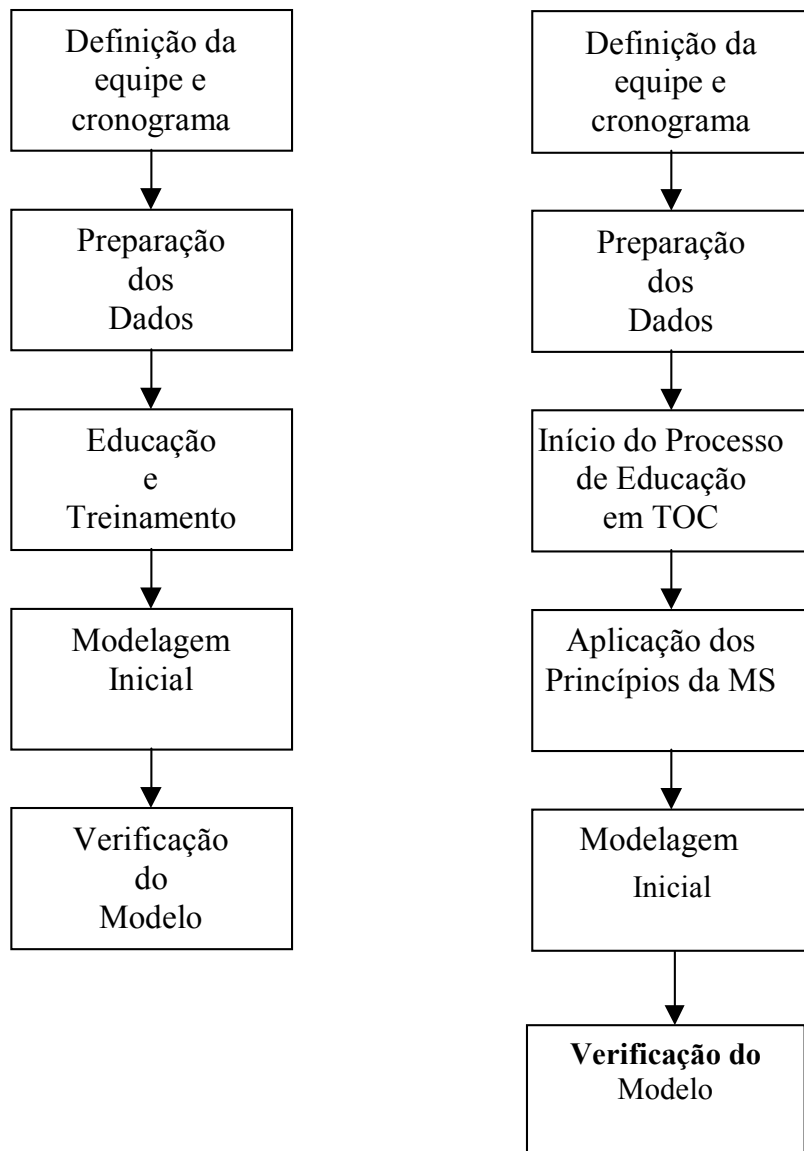 Definição da
equipe e
cronograma
Preparação
dos
Dados
Educação
e
Treinamento
Modelagem
Inicial
Verificação
do
Modelo
Definição da
equipe e
cronograma
Preparação
dos
Dados
Início do Processo
de Educação
em TOC
Aplicação dos
Princípios da MS
Modelagem
Inicial
Verificação do
Modelo